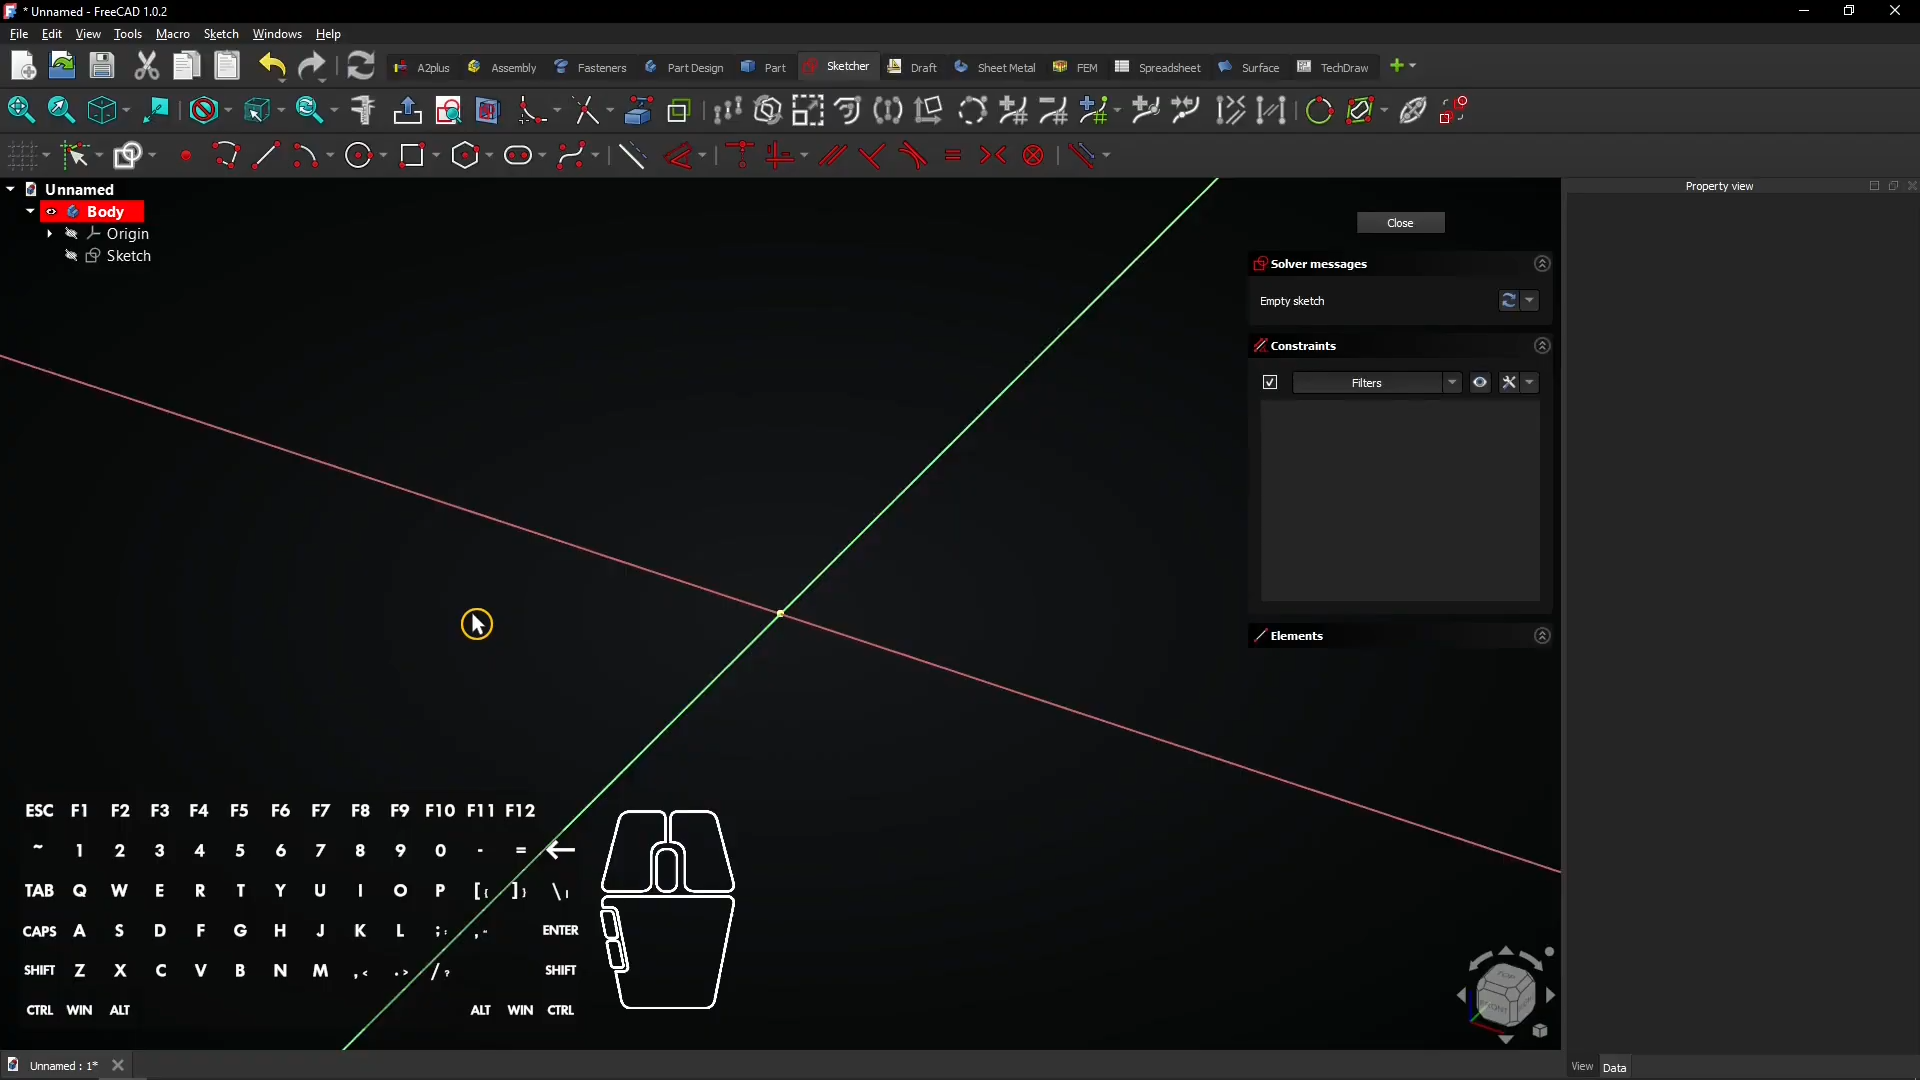 * Unnamed - FreeCAD 1.0.2
File Edit View Tools Macro Sketch Windows Help
A2plus Assembly Fasteners Part Design Part Sketcher Draft Sheet Metal FEM Spreadsheet Surface TechDraw
Unnamed
Body
Origin
Sketch
Property view
Close
Solver messages
Empty sketch
Constraints
Filters
Elements
ESC F1 F2 F3 F4 F5 F6 F7 F8 F9 F10 F11 F12
~ 1 2 3 4 5 6 7 8 9 0 - =
TAB Q W E R T Y U I O P [{ ]} \|
CAPS A S D F G H J K L ;: ENTER
SHIFT Z X C V B N M ,< .> /? SHIFT
CTRL WIN ALT ALT WIN CTRL
TOP
FRONT
Unnamed : 1*
View Data